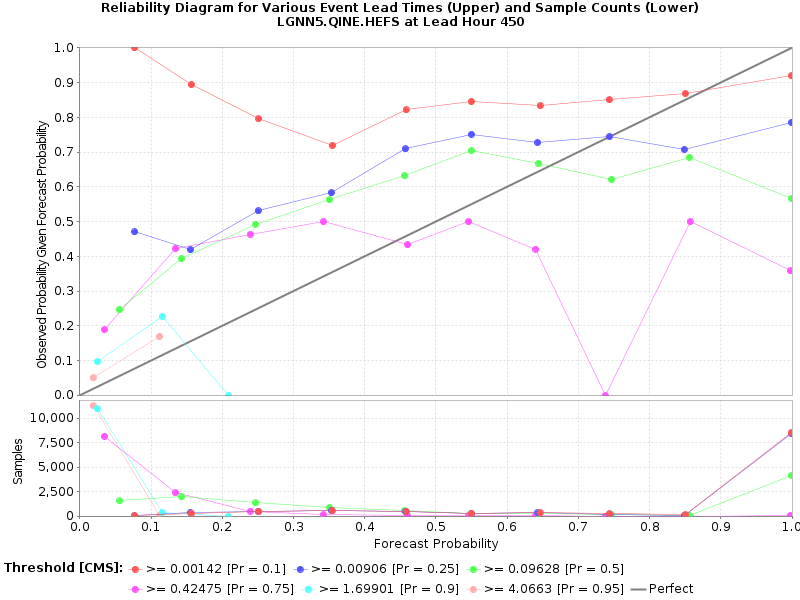 Reliability Diagram for Various Event Lead Times (Upper) and Sample Counts (Lower)
LGNN5.QINE.HEFS at Lead Hour 450
Observed Probability Given Forecast Probability
1.0
0.9
0.8
0.7
0.6
0.5
0.4
0.3
0.2
0.1
0.0
Samples
10,000
7,500
5,000
2,500
0
0.0 0.1 0.2 0.3 0.4 0.5 0.6 0.7 0.8 0.9 1.0
Forecast Probability
Threshold [CMS]: >= 0.00142 [Pr = 0.1] >= 0.00906 [Pr = 0.25] >= 0.09628 [Pr = 0.5]
>= 0.42475 [Pr = 0.75] >= 1.69901 [Pr = 0.9] >= 4.0663 [Pr = 0.95] Perfect